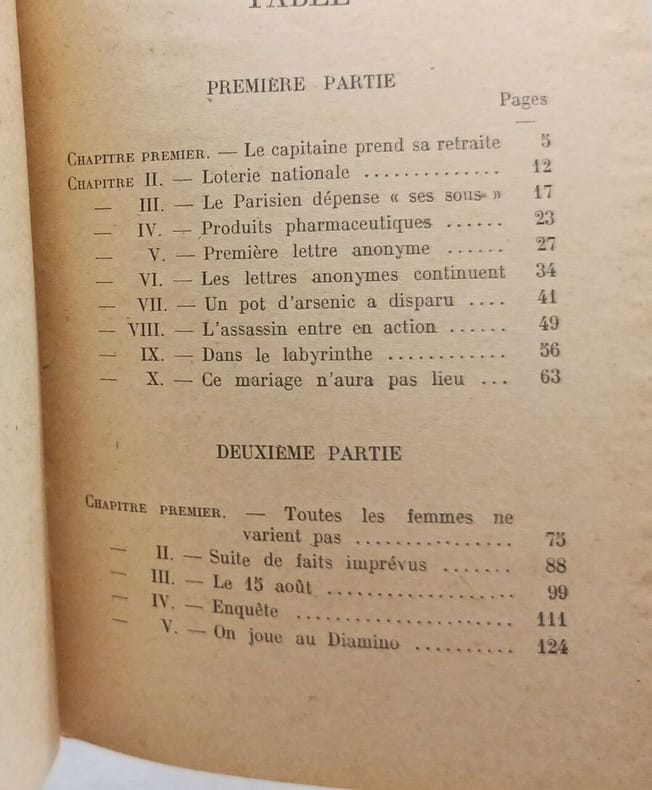 TABLE
PREMIÈRE PARTIE
Pages
—
CHAPITRE PREMIER. — Le capitaine prend sa retraite 5
CHAPITRE II. — Loterie nationale .............. 12
— III. — Le Parisien dépense « ses sous » 17
— IV. — Produits pharmaceutiques ...... 23
— V. — Première lettre anonyme ...... 27
— VI. — Les lettres anonymes continuent 34
— VII. — Un pot d'arsenic a disparu .... 41
— VIII. — L'assassin entre en action ...... 49
— IX. — Dans le labyrinthe ............ 56
— X. — Ce mariage n'aura pas lieu ... 63
DEUXIÈME PARTIE
CHAPITRE PREMIER. — Toutes les femmes ne
varient pas ................ 75
— II. — Suite de faits imprévus ....... 88
— III. — Le 15 août ................... 99
— IV. — Enquête ...................... 111
— V. — On joue au Diamino .......... 124